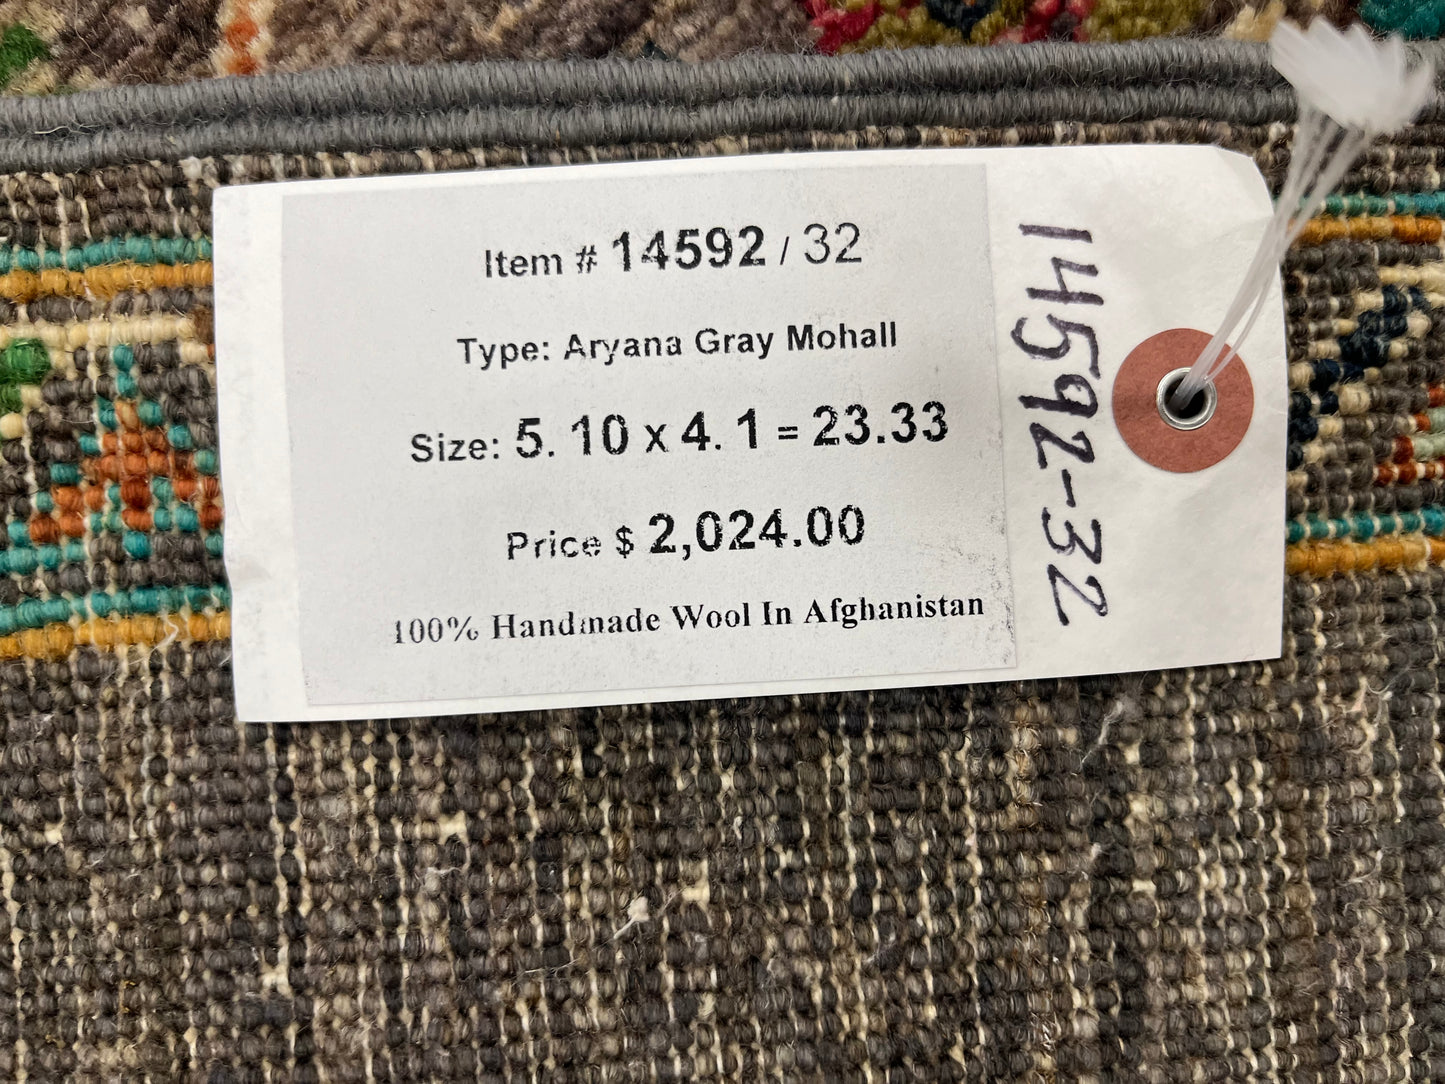 Item # 14592 / 32
Type: Aryana Gray Mohall
Size: 5. 10 x 4. 1 = 23.33
Price $ 2,024.00
100% Handmade Wool In Afghanistan
14592-32